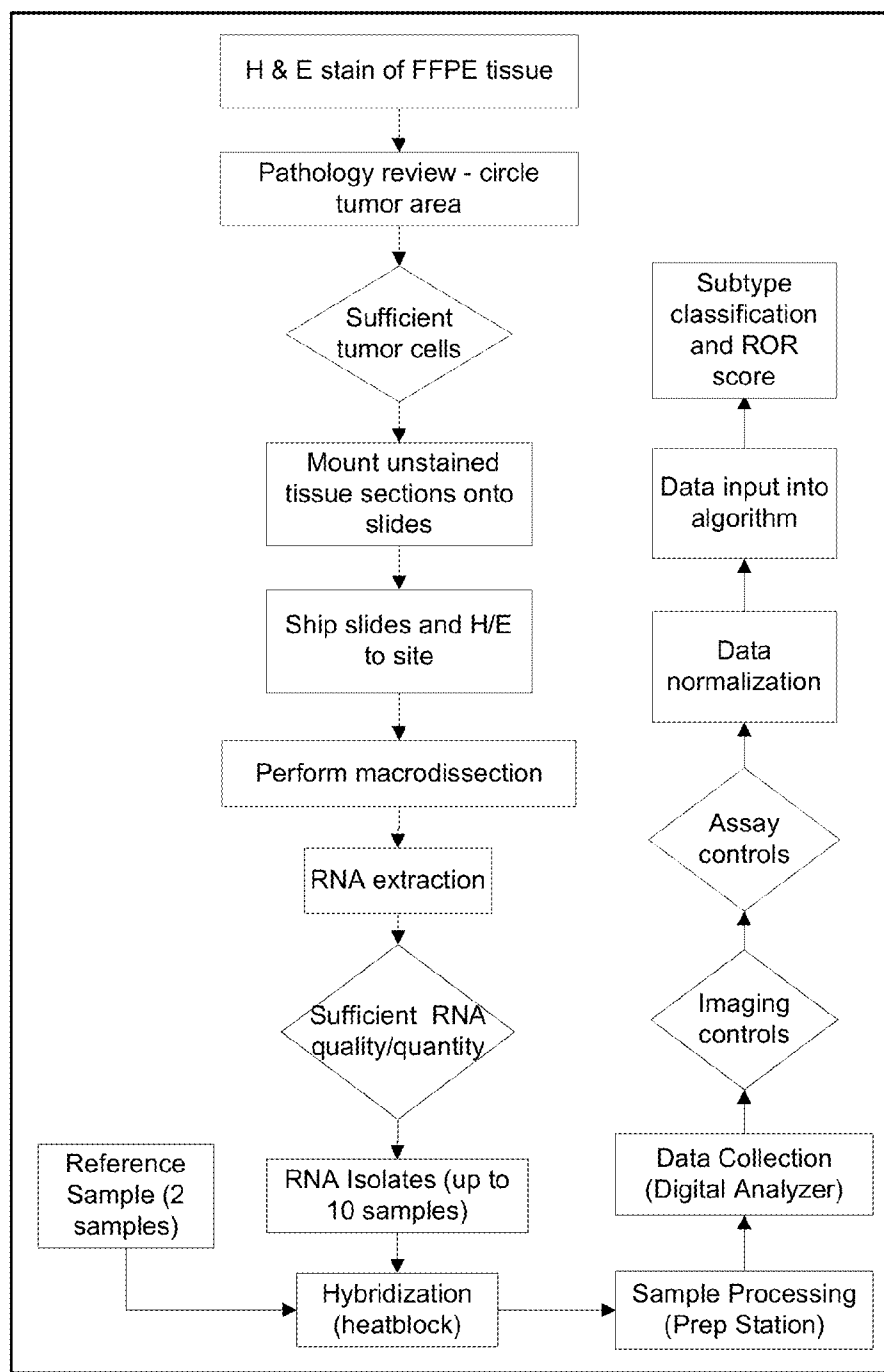 H & E stain of FFPE tissue
Pathology review - circle
tumor area
Sufficient
tumor cells
Mount unstained
tissue sections onto
slides
Ship slides and H/E
to site
Perform macrodissection
RNA extraction
Sufficient RNA
quality/quantity
Reference
Sample (2
samples)
RNA Isolates (up to
10 samples)
Hybridization
(heatblock)
Sample Processing
(Prep Station)
Data Collection
(Digital Analyzer)
Imaging
controls
Assay
controls
Data
normalization
Data input into
algorithm
Subtype
classification
and ROR
score